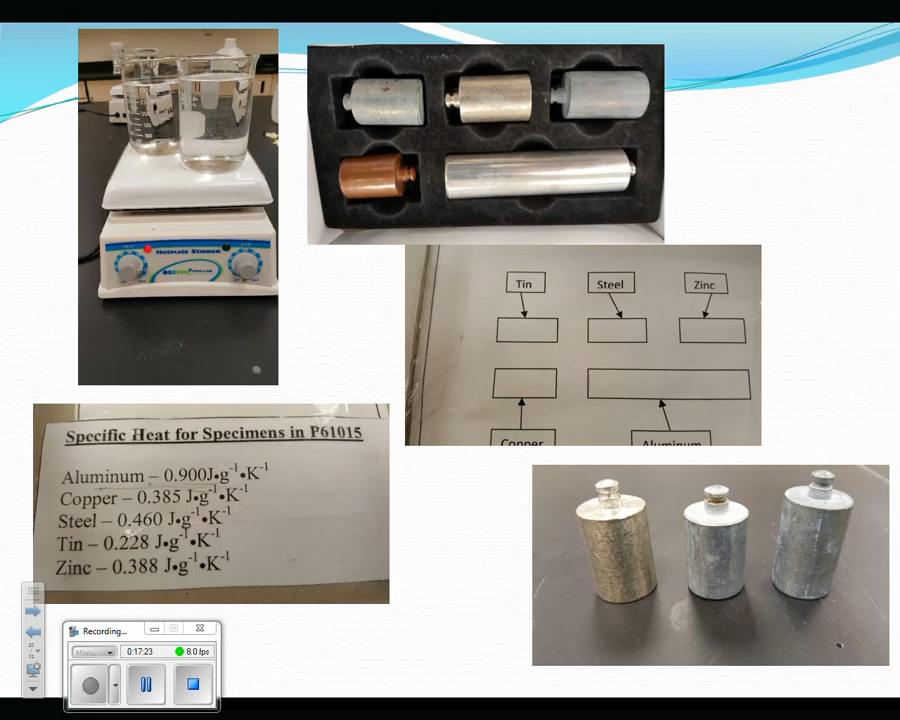 HOTPLATE STIRRER
Tin
Steel
Zinc
Copper
Aluminum
Specific Heat for Specimens in P61015
Aluminum – 0.900J•g⁻¹•K⁻¹
Copper – 0.385 J•g⁻¹•K⁻¹
Steel – 0.460 J•g⁻¹•K⁻¹
Tin – 0.228 J•g⁻¹•K⁻¹
Zinc – 0.388 J•g⁻¹•K⁻¹
Recording...
Menu
0:17:23
8.0 fps